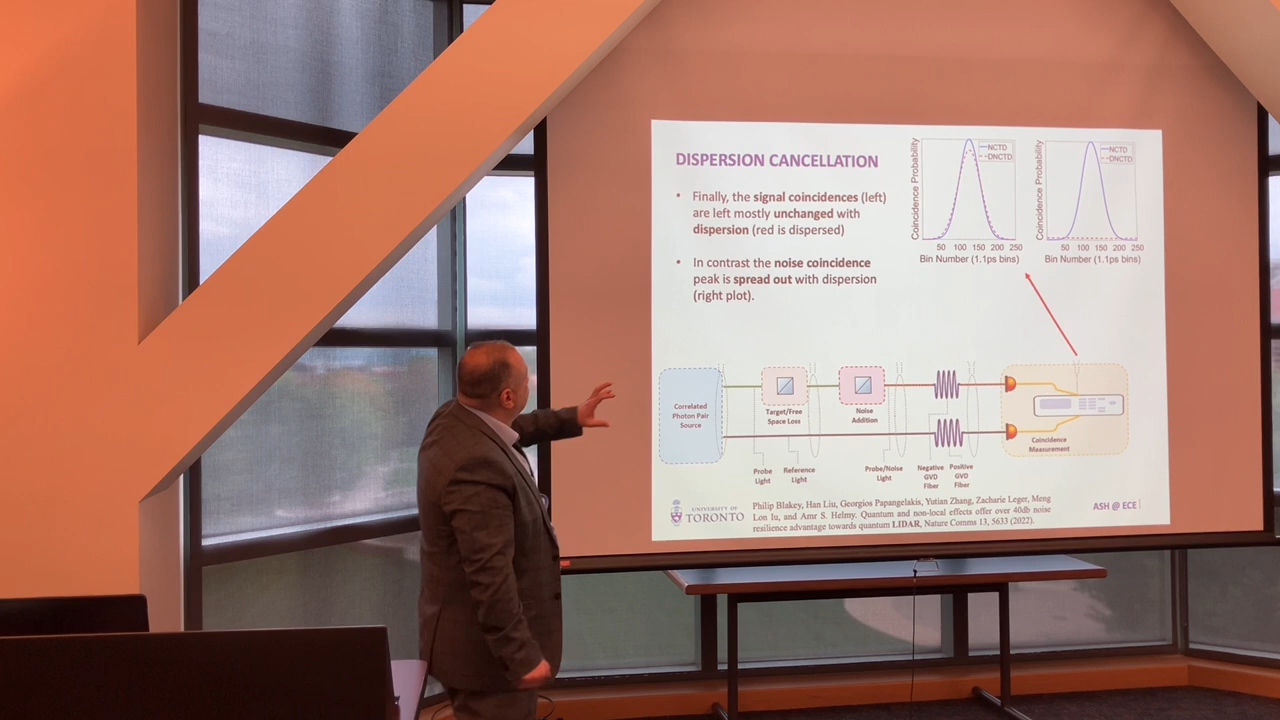 DISPERSION CANCELLATION
• Finally, the signal coincidences (left)
are left mostly unchanged with
dispersion (red is dispersed)
• In contrast the noise coincidence
peak is spread out with dispersion
(right plot).
Coincidence Probability
NCTD
DNCTD
50 100 150 200 250
Bin Number (1.1ps bins)
Coincidence Probability
NCTD
DNCTD
50 100 150 200 250
Bin Number (1.1ps bins)
Correlated
Photon Pair
Source
Target/Free
Space Loss
Noise
Addition
Coincidence
Measurement
Probe
Light
Reference
Light
Probe/Noise
Light
Negative
GVD
Fiber
Positive
GVD
Fiber
UNIVERSITY OF
TORONTO
Philip Blakey, Han Liu, Georgios Papangelakis, Yutian Zhang, Zacharie Leger, Meng
Lon Iu, and Amr S. Helmy. Quantum and non-local effects offer over 40db noise
resilience advantage towards quantum LIDAR, Nature Comms 13, 5633 (2022).
ASH @ ECE